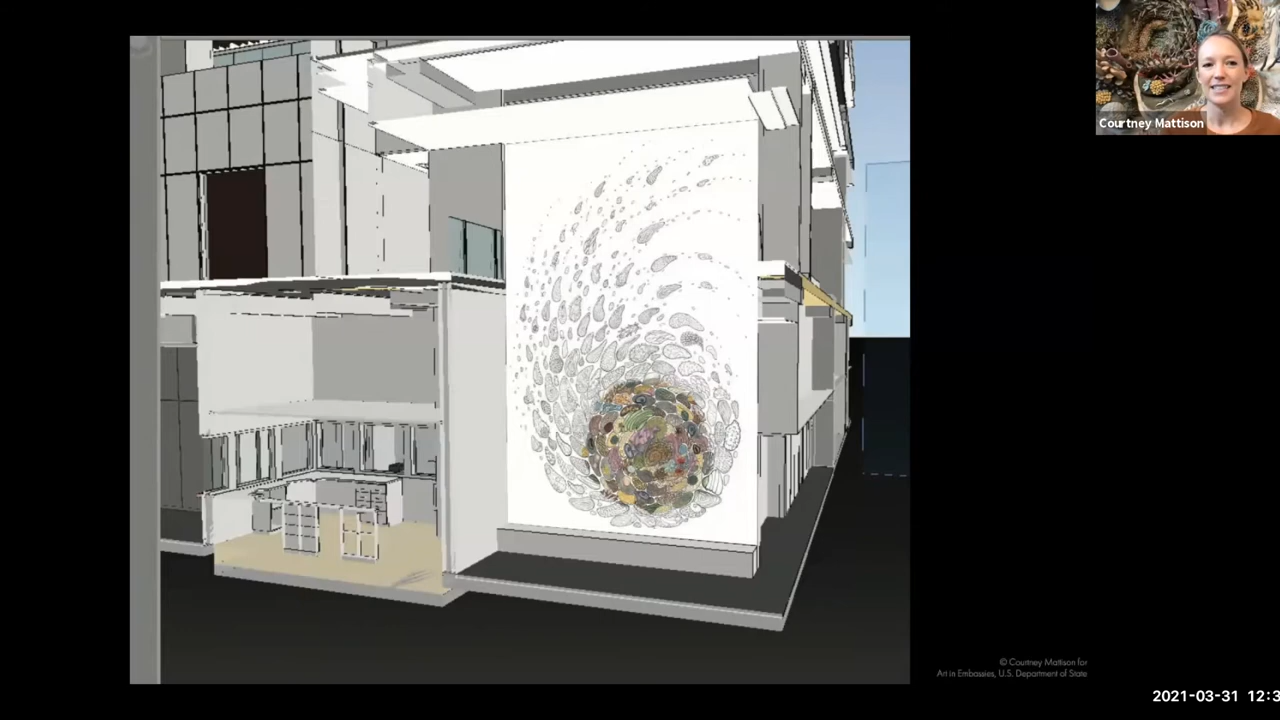 Courtney Mattison
© Courtney Mattison for
Art in Embassies, U.S. Department of State
2021-03-31 12:3